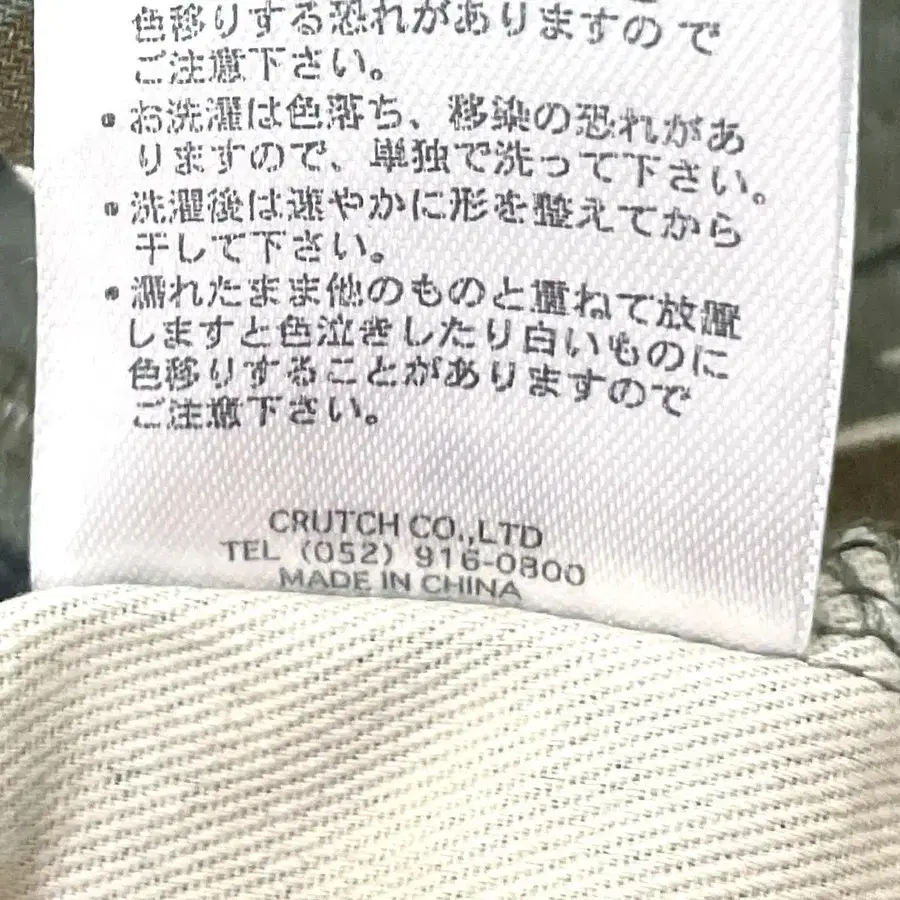 色移りする恐れがありますので
ご注意下さい。
・お洗濯は色落ち、移染の恐れがあ
りますので、単独で洗って下さい。
・洗濯後は速やかに形を整えてから
干して下さい。
・濡れたまま他のものと重ねて放置
しますと色泣きしたり白いものに
色移りすることがありますので
ご注意下さい。
CRUTCH CO.,LTD
TEL (052) 916-0800
MADE IN CHINA